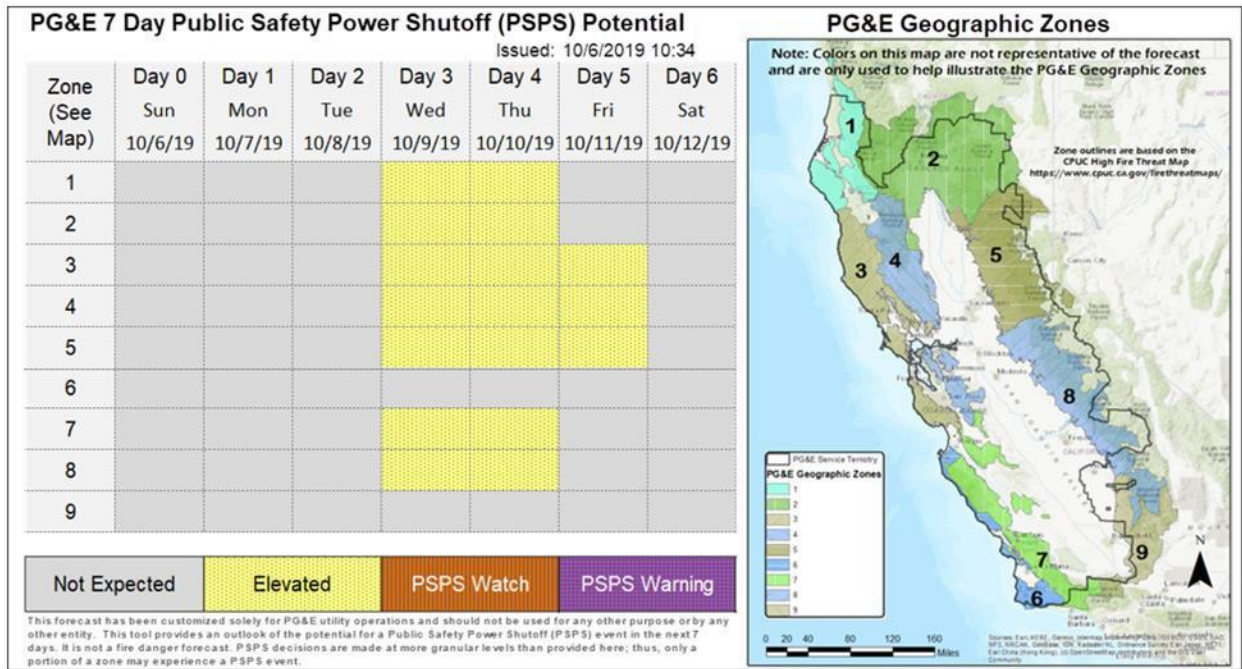 PG&E 7 Day Public Safety Power Shutoff (PSPS) Potential
Issued: 10/6/2019 10:34
Zone (See Map)
Day 0 Day 1 Day 2 Day 3 Day 4 Day 5 Day 6
Sun Mon Tue Wed Thu Fri Sat
10/6/19 10/7/19 10/8/19 10/9/19 10/10/19 10/11/19 10/12/19
1
2
3
4
5
6
7
8
9
Not Expected Elevated PSPS Watch PSPS Warning
This forecast has been customized solely for PG&E utility operations and should not be used for any other purpose or by any
other entity. This tool provides an outlook of the potential for a Public Safety Power Shutoff (PSPS) event in the next 7
days. It is not a fire danger forecast. PSPS decisions are made at more granular levels than provided here; thus, only a
portion of a zone may experience a PSPS event.
PG&E Geographic Zones
Note: Colors on this map are not representative of the forecast
and are only used to help illustrate the PG&E Geographic Zones
Zone outlines are based on the
CPUC High Fire Threat Map
https://www.cpuc.ca.gov/firethreatmaps/
1
2
3
4
5
8
7
9
6
Carson City
Sacramento
Vacaville
Stockton
Modesto
Fresno
PG&E Service Territory
PG&E Geographic Zones
1
2
3
4
5
6
7
8
9
N
0 20 40 80 120 160
Miles